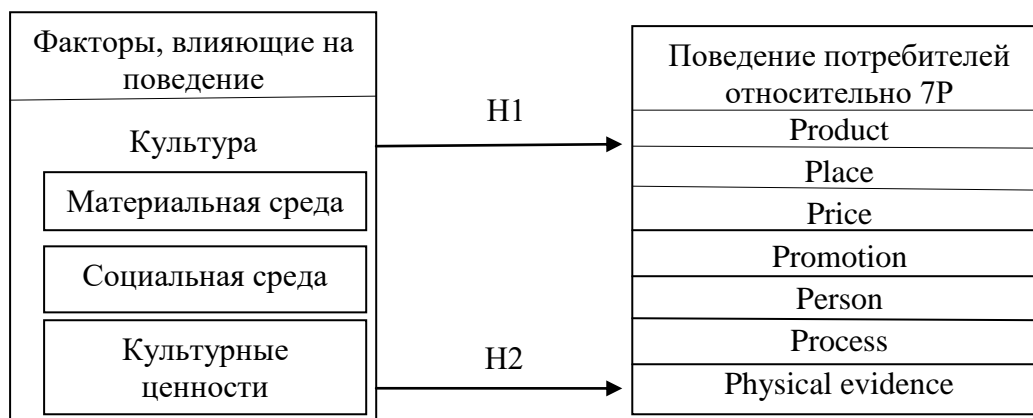 Факторы, влияющие на
поведение
Культура
Материальная среда
Социальная среда
Культурные
ценности
H1
H2
Поведение потребителей
относительно 7P
Product
Place
Price
Promotion
Person
Process
Physical evidence